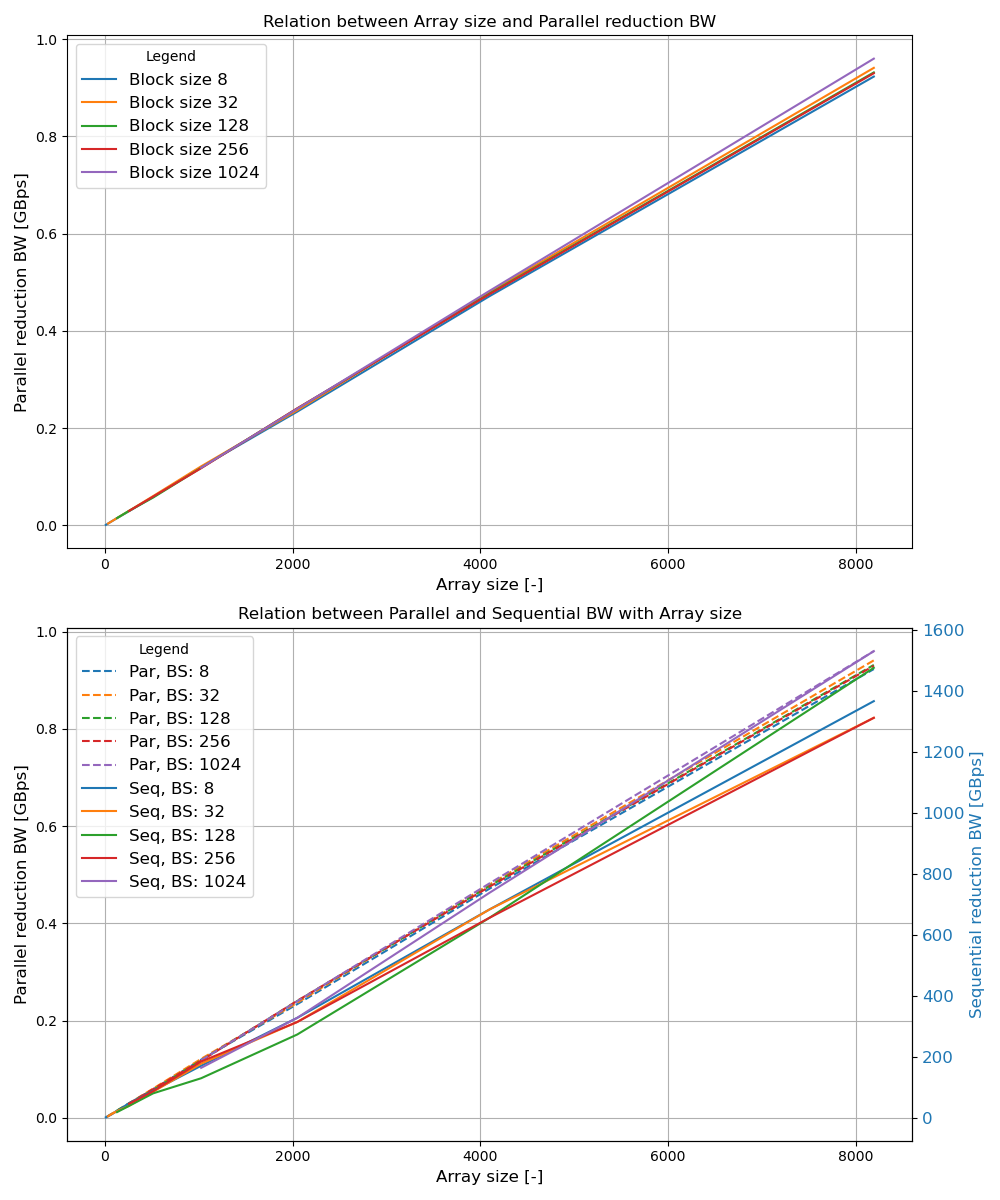 Relation between Array size and Parallel reduction BW
Parallel reduction BW [GBps]
1.0
0.8
0.6
0.4
0.2
0.0
Legend
Block size 8
Block size 32
Block size 128
Block size 256
Block size 1024
0 2000 4000 6000 8000
Array size [-]
Relation between Parallel and Sequential BW with Array size
Parallel reduction BW [GBps]
1.0
0.8
0.6
0.4
0.2
0.0
Legend
Par, BS: 8
Par, BS: 32
Par, BS: 128
Par, BS: 256
Par, BS: 1024
Seq, BS: 8
Seq, BS: 32
Seq, BS: 128
Seq, BS: 256
Seq, BS: 1024
1600
1400
1200
1000
800
600
400
200
0
Sequential reduction BW [GBps]
0 2000 4000 6000 8000
Array size [-]